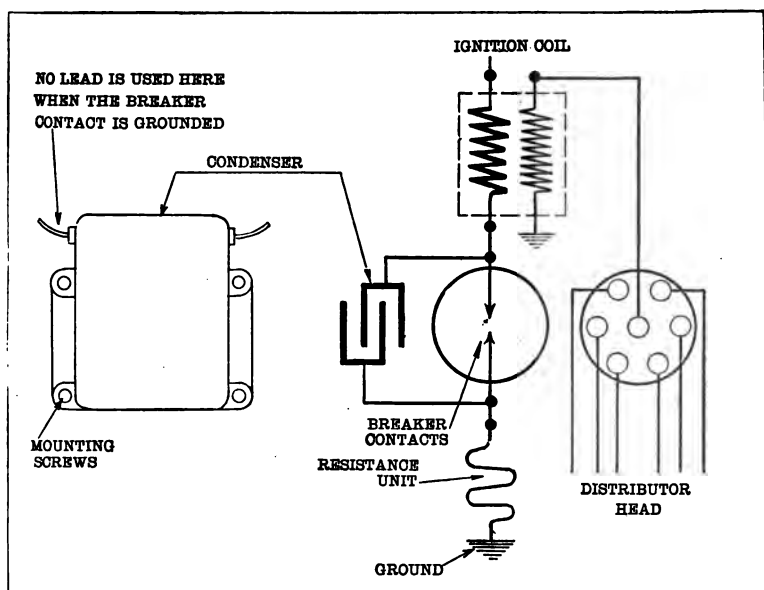 IGNITION COIL
NO LEAD IS USED HERE
WHEN THE BREAKER
CONTACT IS GROUNDED
CONDENSER
BREAKER
CONTACTS
MOUNTING
SCREWS
RESISTANCE
UNIT
DISTRIBUTOR
HEAD
GROUND